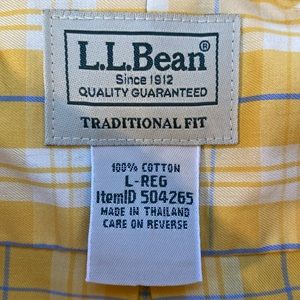 L.L.Bean®
Since 1912
QUALITY GUARANTEED
TRADITIONAL FIT
100% COTTON
L-REG
ItemID 504265
MADE IN THAILAND
CARE ON REVERSE